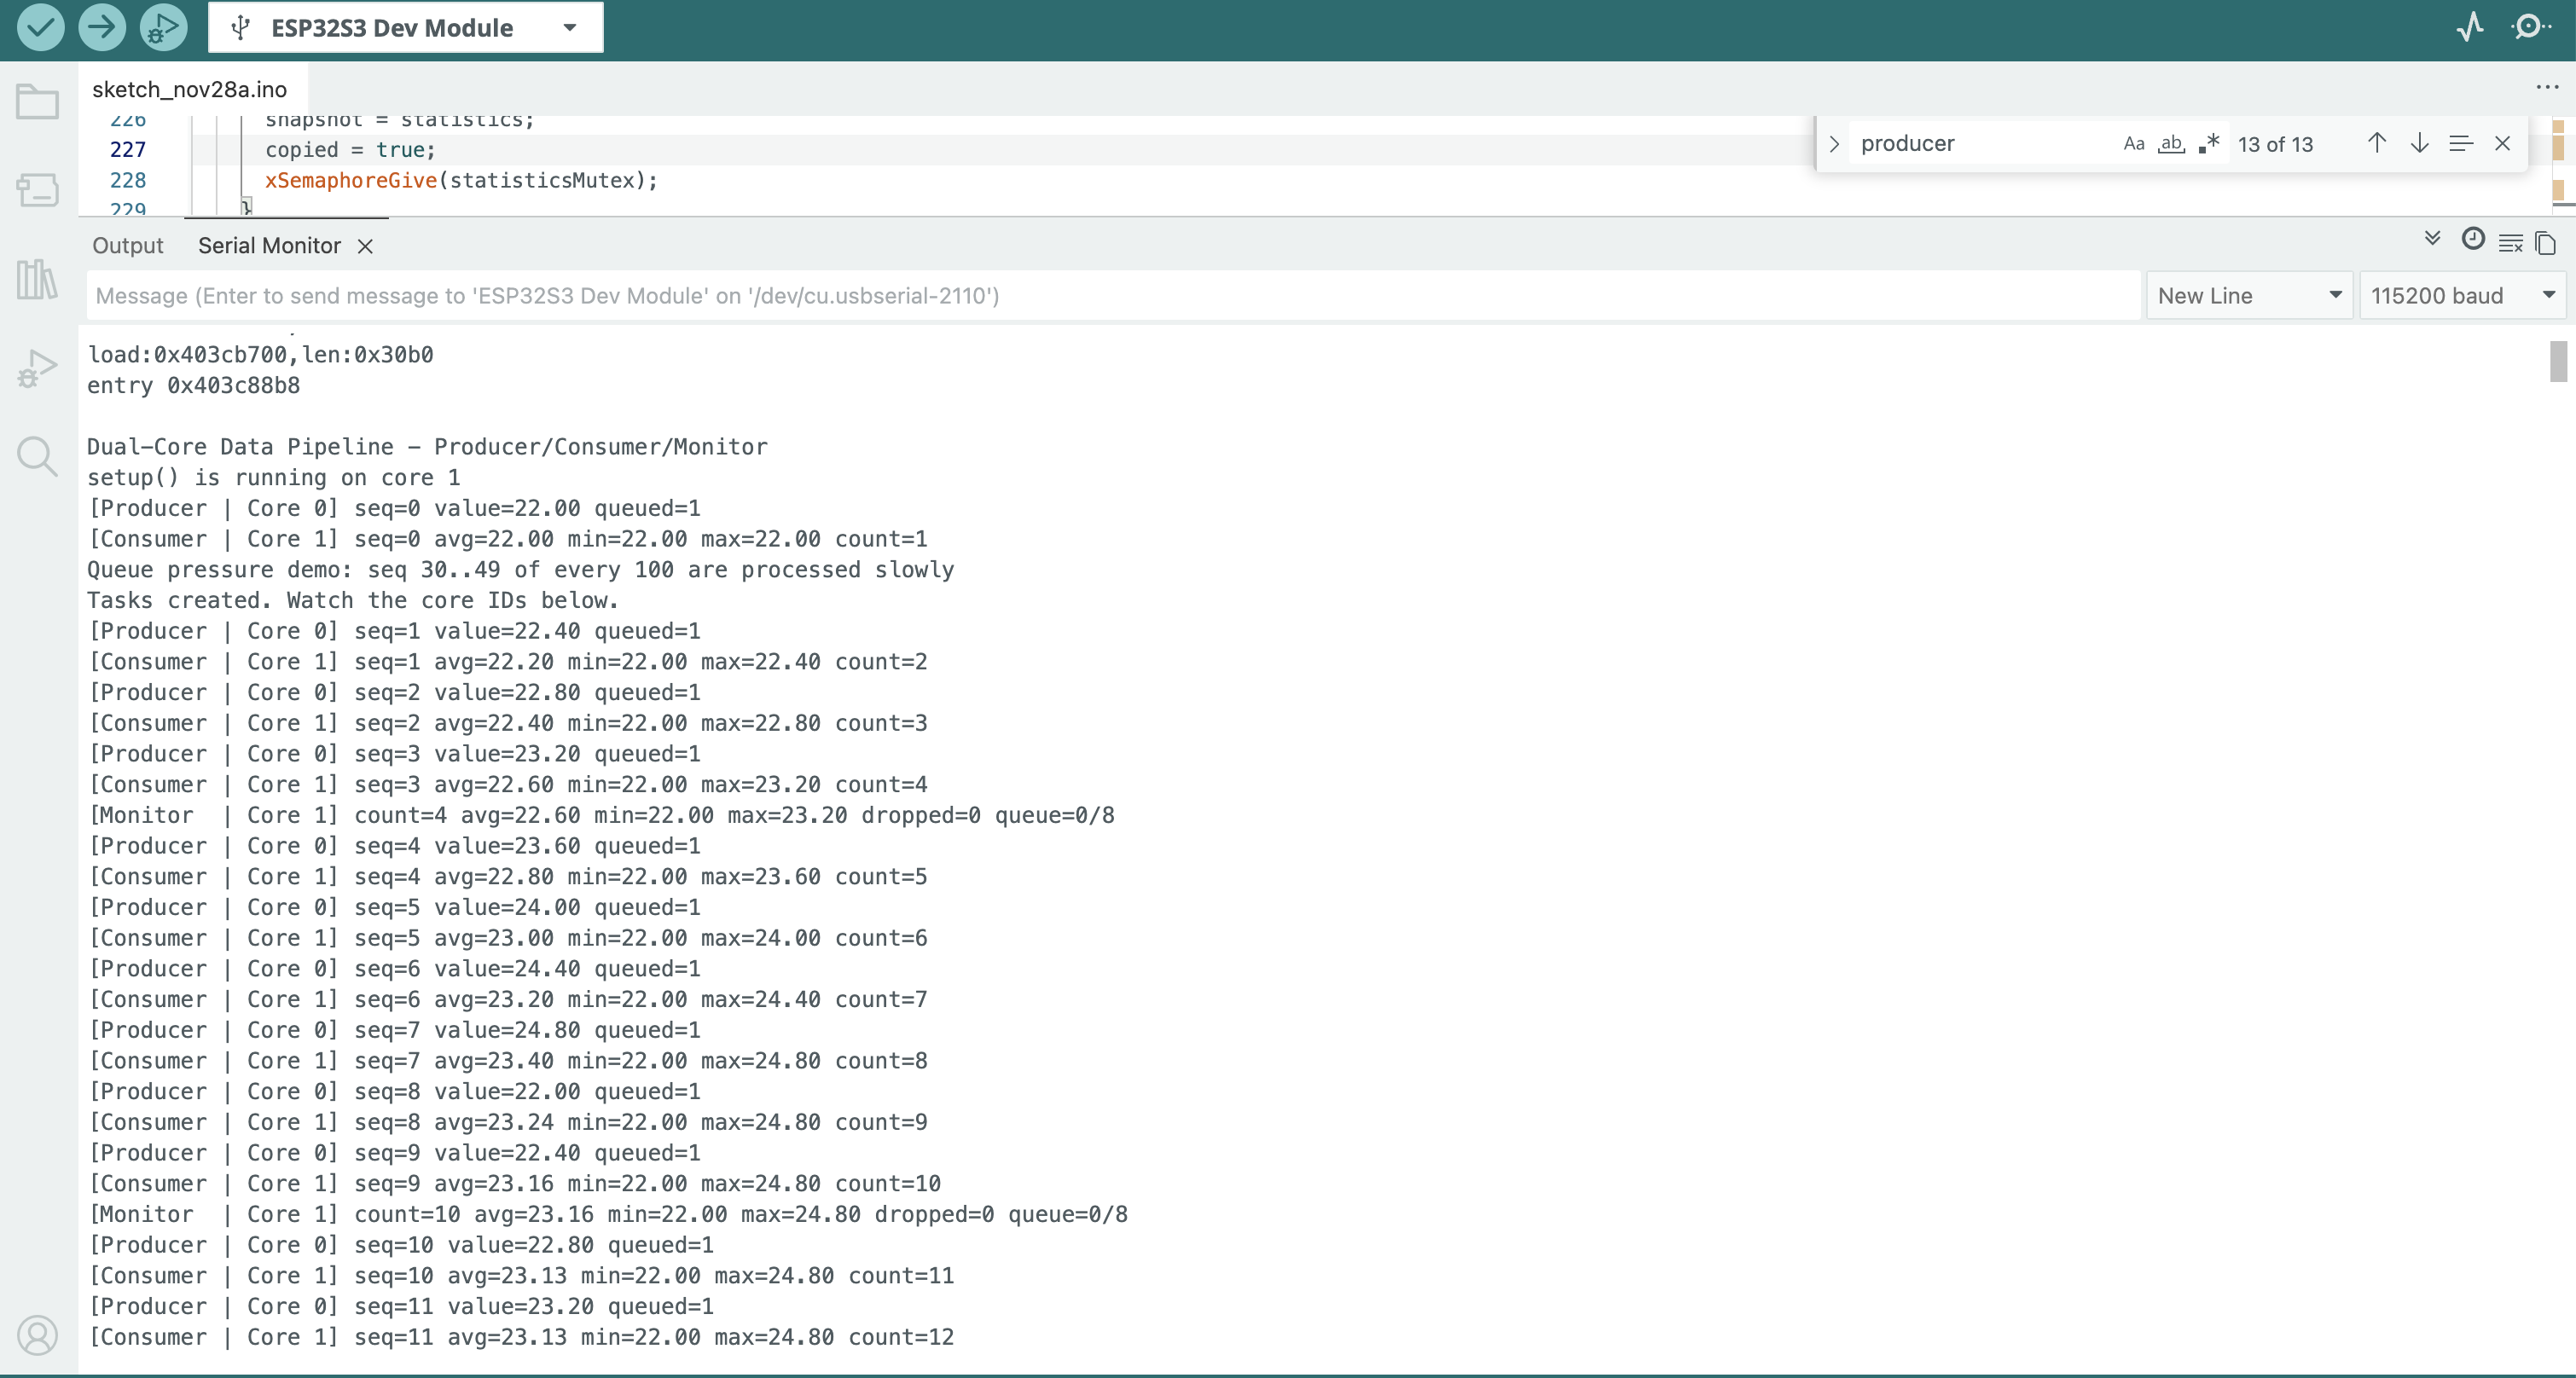 ESP32S3 Dev Module
sketch_nov28a.ino
226 snapshot = statistics;
227 copied = true;
228 xSemaphoreGive(statisticsMutex);
229 }
producer Aa ab .* 13 of 13
Output Serial Monitor
Message (Enter to send message to 'ESP32S3 Dev Module' on '/dev/cu.usbserial-2110') New Line 115200 baud
load:0x403cb700,len:0x30b0
entry 0x403c88b8
Dual-Core Data Pipeline - Producer/Consumer/Monitor
setup() is running on core 1
[Producer | Core 0] seq=0 value=22.00 queued=1
[Consumer | Core 1] seq=0 avg=22.00 min=22.00 max=22.00 count=1
Queue pressure demo: seq 30..49 of every 100 are processed slowly
Tasks created. Watch the core IDs below.
[Producer | Core 0] seq=1 value=22.40 queued=1
[Consumer | Core 1] seq=1 avg=22.20 min=22.00 max=22.40 count=2
[Producer | Core 0] seq=2 value=22.80 queued=1
[Consumer | Core 1] seq=2 avg=22.40 min=22.00 max=22.80 count=3
[Producer | Core 0] seq=3 value=23.20 queued=1
[Consumer | Core 1] seq=3 avg=22.60 min=22.00 max=23.20 count=4
[Monitor  | Core 1] count=4 avg=22.60 min=22.00 max=23.20 dropped=0 queue=0/8
[Producer | Core 0] seq=4 value=23.60 queued=1
[Consumer | Core 1] seq=4 avg=22.80 min=22.00 max=23.60 count=5
[Producer | Core 0] seq=5 value=24.00 queued=1
[Consumer | Core 1] seq=5 avg=23.00 min=22.00 max=24.00 count=6
[Producer | Core 0] seq=6 value=24.40 queued=1
[Consumer | Core 1] seq=6 avg=23.20 min=22.00 max=24.40 count=7
[Producer | Core 0] seq=7 value=24.80 queued=1
[Consumer | Core 1] seq=7 avg=23.40 min=22.00 max=24.80 count=8
[Producer | Core 0] seq=8 value=22.00 queued=1
[Consumer | Core 1] seq=8 avg=23.24 min=22.00 max=24.80 count=9
[Producer | Core 0] seq=9 value=22.40 queued=1
[Consumer | Core 1] seq=9 avg=23.16 min=22.00 max=24.80 count=10
[Monitor  | Core 1] count=10 avg=23.16 min=22.00 max=24.80 dropped=0 queue=0/8
[Producer | Core 0] seq=10 value=22.80 queued=1
[Consumer | Core 1] seq=10 avg=23.13 min=22.00 max=24.80 count=11
[Producer | Core 0] seq=11 value=23.20 queued=1
[Consumer | Core 1] seq=11 avg=23.13 min=22.00 max=24.80 count=12